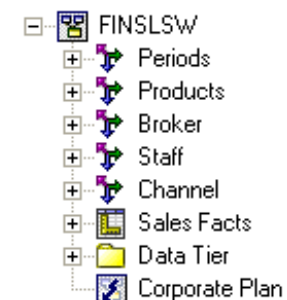 FINSLSW
Periods
Products
Broker
Staff
Channel
Sales Facts
Data Tier
Corporate Plan